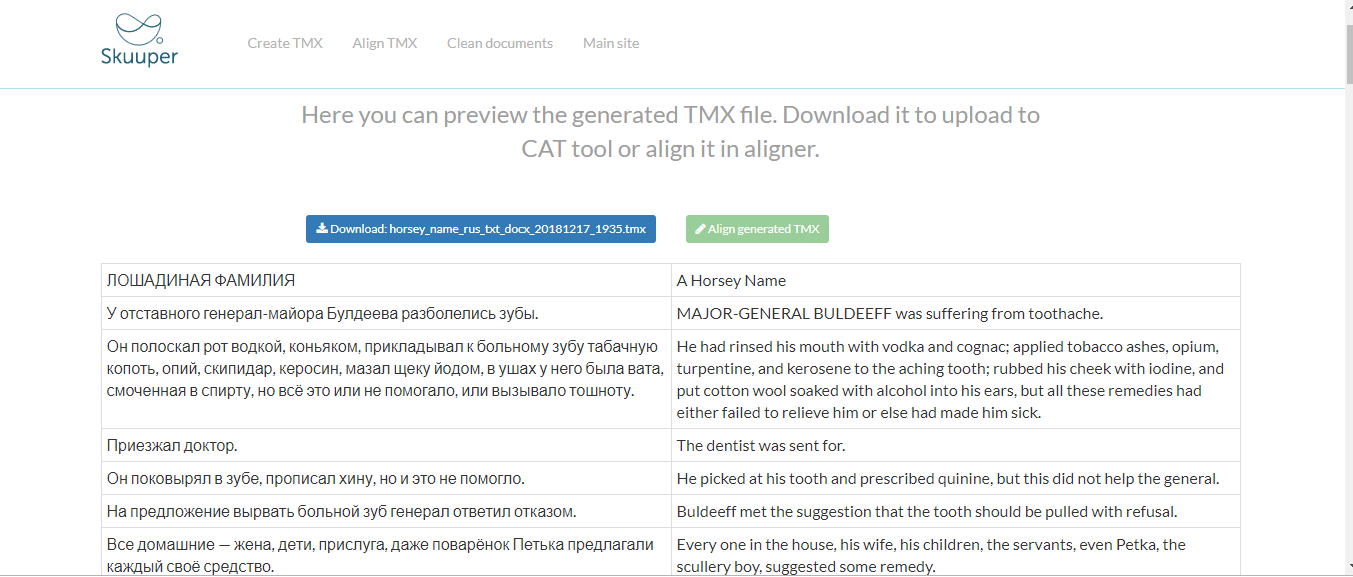 Skuuper
Create TMX
Align TMX
Clean documents
Main site
Here you can preview the generated TMX file. Download it to upload to
CAT tool or align it in aligner.
Download: horsey_name_rus_txt_docx_20181217_1935.tmx
Align generated TMX
ЛОШАДИНАЯ ФАМИЛИЯ
A Horsey Name
У отставного генерал-майора Булдеева разболелись зубы.
MAJOR-GENERAL BULDEEFF was suffering from toothache.
Он полоскал рот водкой, коньяком, прикладывал к больному зубу табачную
копоть, опий, скипидар, керосин, мазал щеку йодом, в ушах у него была вата,
смоченная в спирту, но всё это или не помогало, или вызывало тошноту.
He had rinsed his mouth with vodka and cognac; applied tobacco ashes, opium,
turpentine, and kerosene to the aching tooth; rubbed his cheek with iodine, and
put cotton wool soaked with alcohol into his ears, but all these remedies had
either failed to relieve him or else had made him sick.
Приезжал доктор.
The dentist was sent for.
Он поковырял в зубе, прописал хину, но и это не помогло.
He picked at his tooth and prescribed quinine, but this did not help the general.
На предложение вырвать больной зуб генерал ответил отказом.
Buldeeff met the suggestion that the tooth should be pulled with refusal.
Все домашние — жена, дети, прислуга, даже поварёнок Петька предлагали
каждый своё средство.
Every one in the house, his wife, his children, the servants, even Petka, the
scullery boy, suggested some remedy.